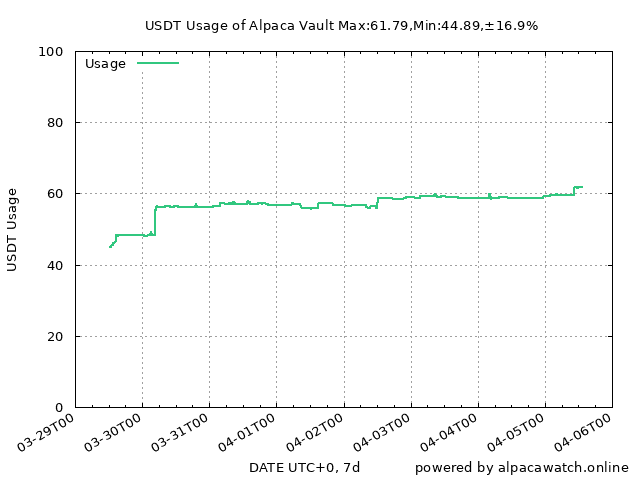 USDT Usage of Alpaca Vault Max:61.79,Min:44.89,±16.9%
Usage
100
80
60
40
20
0
USDT Usage
03-29T00
03-30T00
03-31T00
04-01T00
04-02T00
04-03T00
04-04T00
04-05T00
04-06T00
DATE UTC+0, 7d
powered by alpacawatch.online